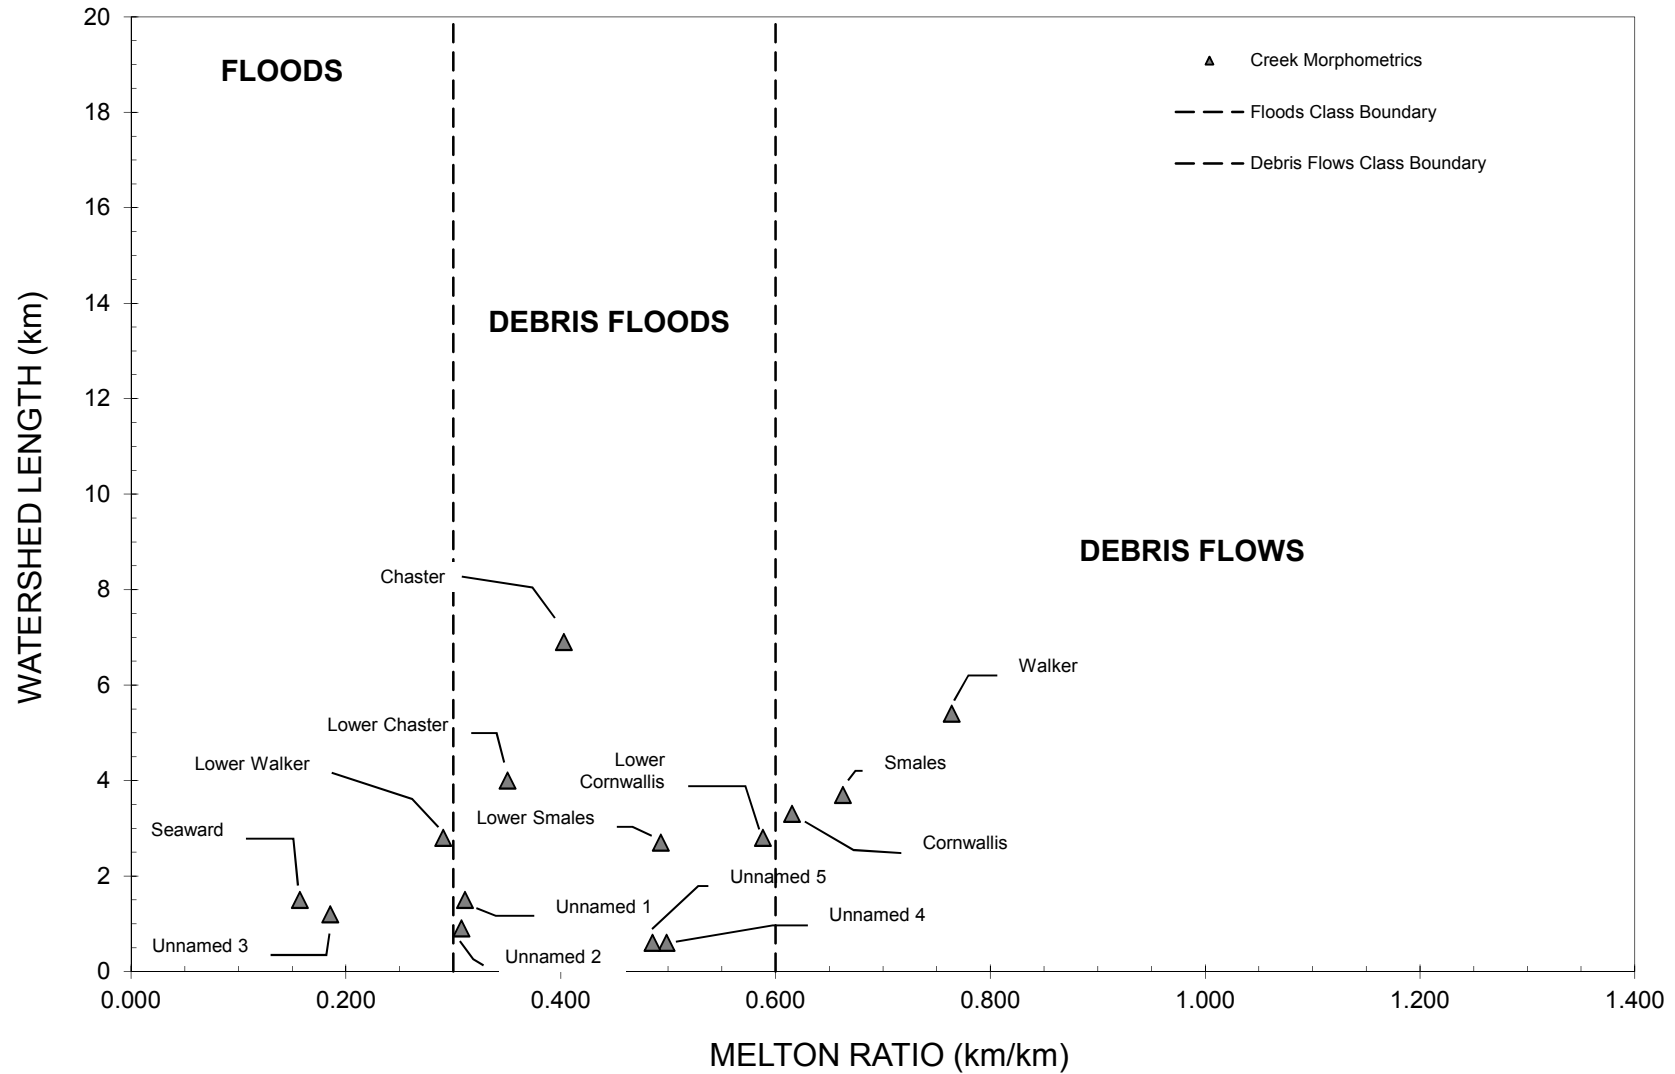 20
18
16
14
12
10
8
6
4
2
0
WATERSHED LENGTH (km)
FLOODS
DEBRIS FLOODS
DEBRIS FLOWS
Creek Morphometrics
Floods Class Boundary
Debris Flows Class Boundary
Chaster
Walker
Lower Chaster
Lower Walker
Lower
Cornwallis
Smales
Lower Smales
Seaward
Cornwallis
Unnamed 5
Unnamed 1
Unnamed 4
Unnamed 3
Unnamed 2
0.000
0.200
0.400
0.600
0.800
1.000
1.200
1.400
MELTON RATIO (km/km)